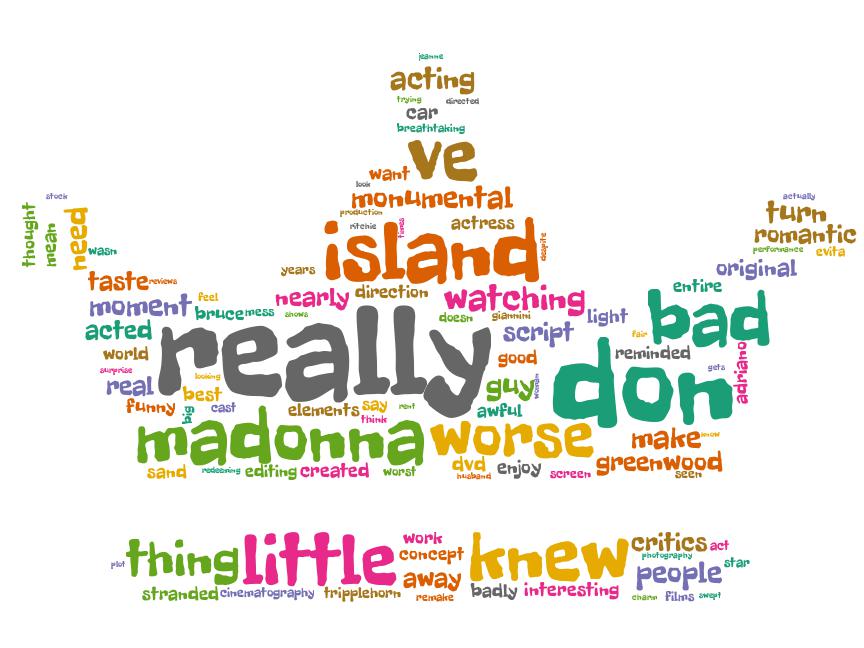 jeanne
acting
trying directed
car
breathtaking
ve
want
look
monumental
production
ritchie times actress
island despite
stock
thought mean need
wasn
actually
turn
romantic
performance evita
original
years
taste reviews
nearly direction watching
entire
moment feel
bruce mess shows
doesn giannini
script light
bad
acted
really
world
good
fair
reminded
don
gets
adriano
surprise
real
looking
best
guy women
funny big cast
elements say rent
think
awful
madonna worse
make know
sand redeeming editing created worst
dvd enjoy
husband screen
greenwood
seen
work
critics act
plot thing little concept knew photography
away people star
stranded cinematography tripplehorn remake badly interesting charm films swept